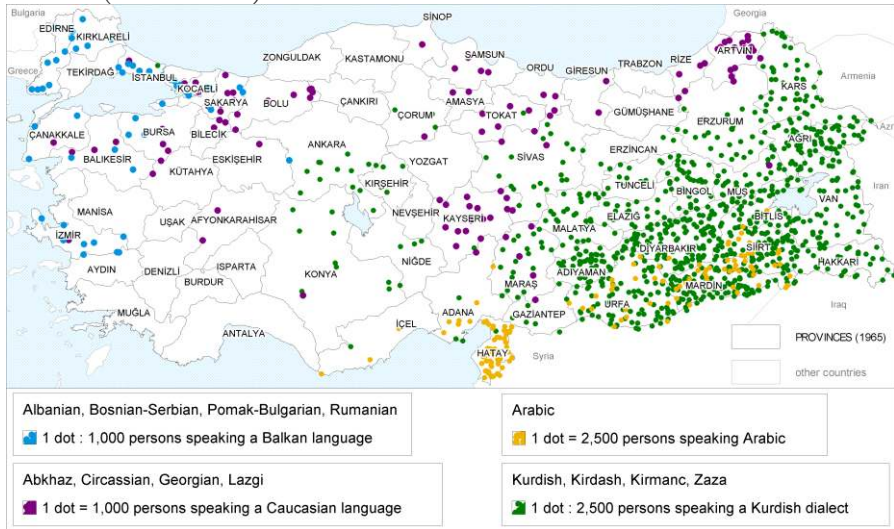 Bulgaria
SİNOP
Georgia
EDİRNE
KIRKLARELİ
ZONGULDAK
KASTAMONU
SAMSUN
ARTVİN
TEKİRDAĞ
İSTANBUL
ORDU
GİRESUN
TRABZON
RİZE
Greece
KOCAELİ
SAKARYA
BOLU
ÇANKIRI
AMASYA
KARS
Armenia
ÇORUM
TOKAT
GÜMÜŞHANE
ÇANAKKALE
BURSA
BİLECİK
ERZURUM
Az
ANKARA
AĞRI
BALIKESİR
ESKİŞEHİR
YOZGAT
SİVAS
ERZİNCAN
KÜTAHYA
KIRŞEHİR
TUNCELİ
Iran
BİNGOL
MUŞ
MANİSA
UŞAK
AFYONKARAHİSAR
NEVŞEHİR
KAYSERİ
ELAZIĞ
BİTLİS
VAN
İZMİR
MALATYA
DİYARBAKIR
SİİRT
AYDIN
DENİZLİ
ISPARTA
KONYA
NİĞDE
HAKKARİ
BURDUR
MARAŞ
ADIYAMAN
MARDİN
MUĞLA
ANTALYA
İÇEL
ADANA
GAZİANTEP
URFA
Iraq
HATAY
Syria
PROVINCES (1965)
other countries
Albanian, Bosnian-Serbian, Pomak-Bulgarian, Rumanian
1 dot : 1,000 persons speaking a Balkan language
Arabic
1 dot = 2,500 persons speaking Arabic
Abkhaz, Circassian, Georgian, Lazgi
1 dot = 1,000 persons speaking a Caucasian language
Kurdish, Kirdash, Kirmanc, Zaza
1 dot : 2,500 persons speaking a Kurdish dialect